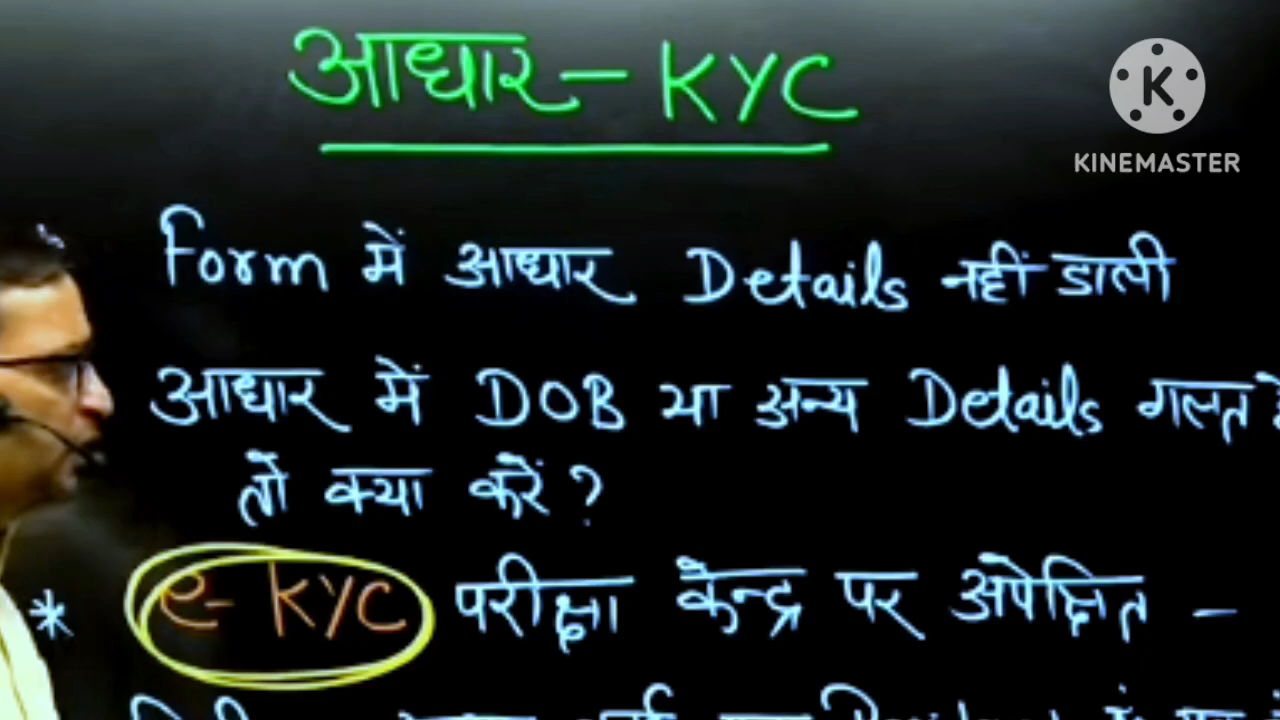 आधार - KYC
K
KINEMASTER
Form में आधार Details नहीं डाली
आधार में DOB या अन्य Details गलत
तो क्या करें ?
* e- KYC परीक्षा केन्द्र पर अपेक्षित -